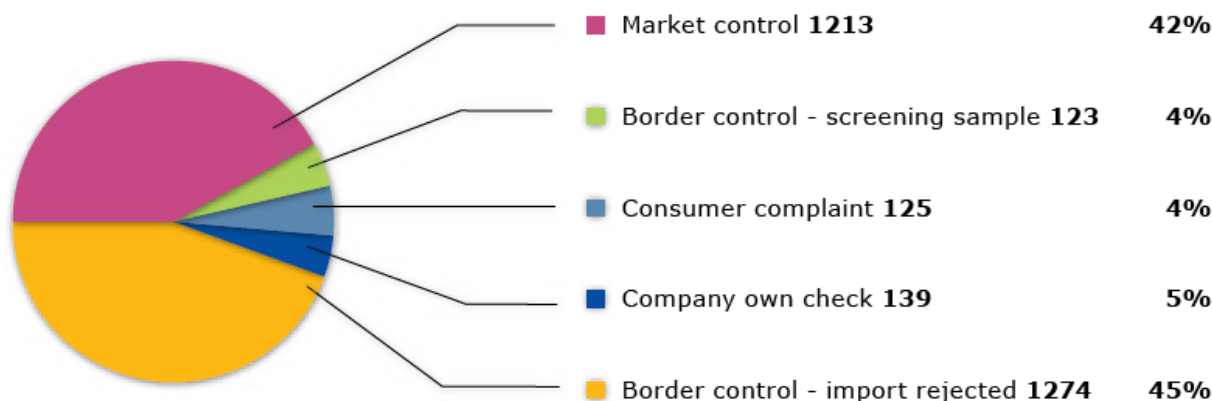 Market control 1213 42%
Border control - screening sample 123 4%
Consumer complaint 125 4%
Company own check 139 5%
Border control - import rejected 1274 45%